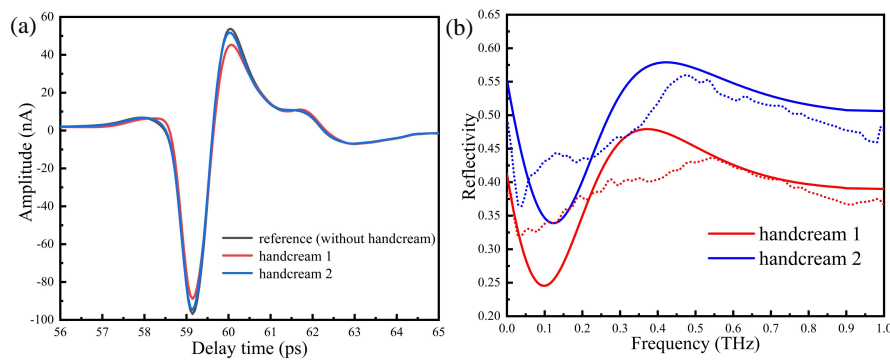 (a)
Amplitude (nA)
60
40
20
0
-20
-40
-60
-80
-100
56 57 58 59 60 61 62 63 64 65
Delay time (ps)
reference (without handcream)
handcream 1
handcream 2
(b)
Reflectivity
0.65
0.60
0.55
0.50
0.45
0.40
0.35
0.30
0.25
0.20
0.0 0.1 0.2 0.3 0.4 0.5 0.6 0.7 0.8 0.9 1.0
Frequency (THz)
handcream 1
handcream 2